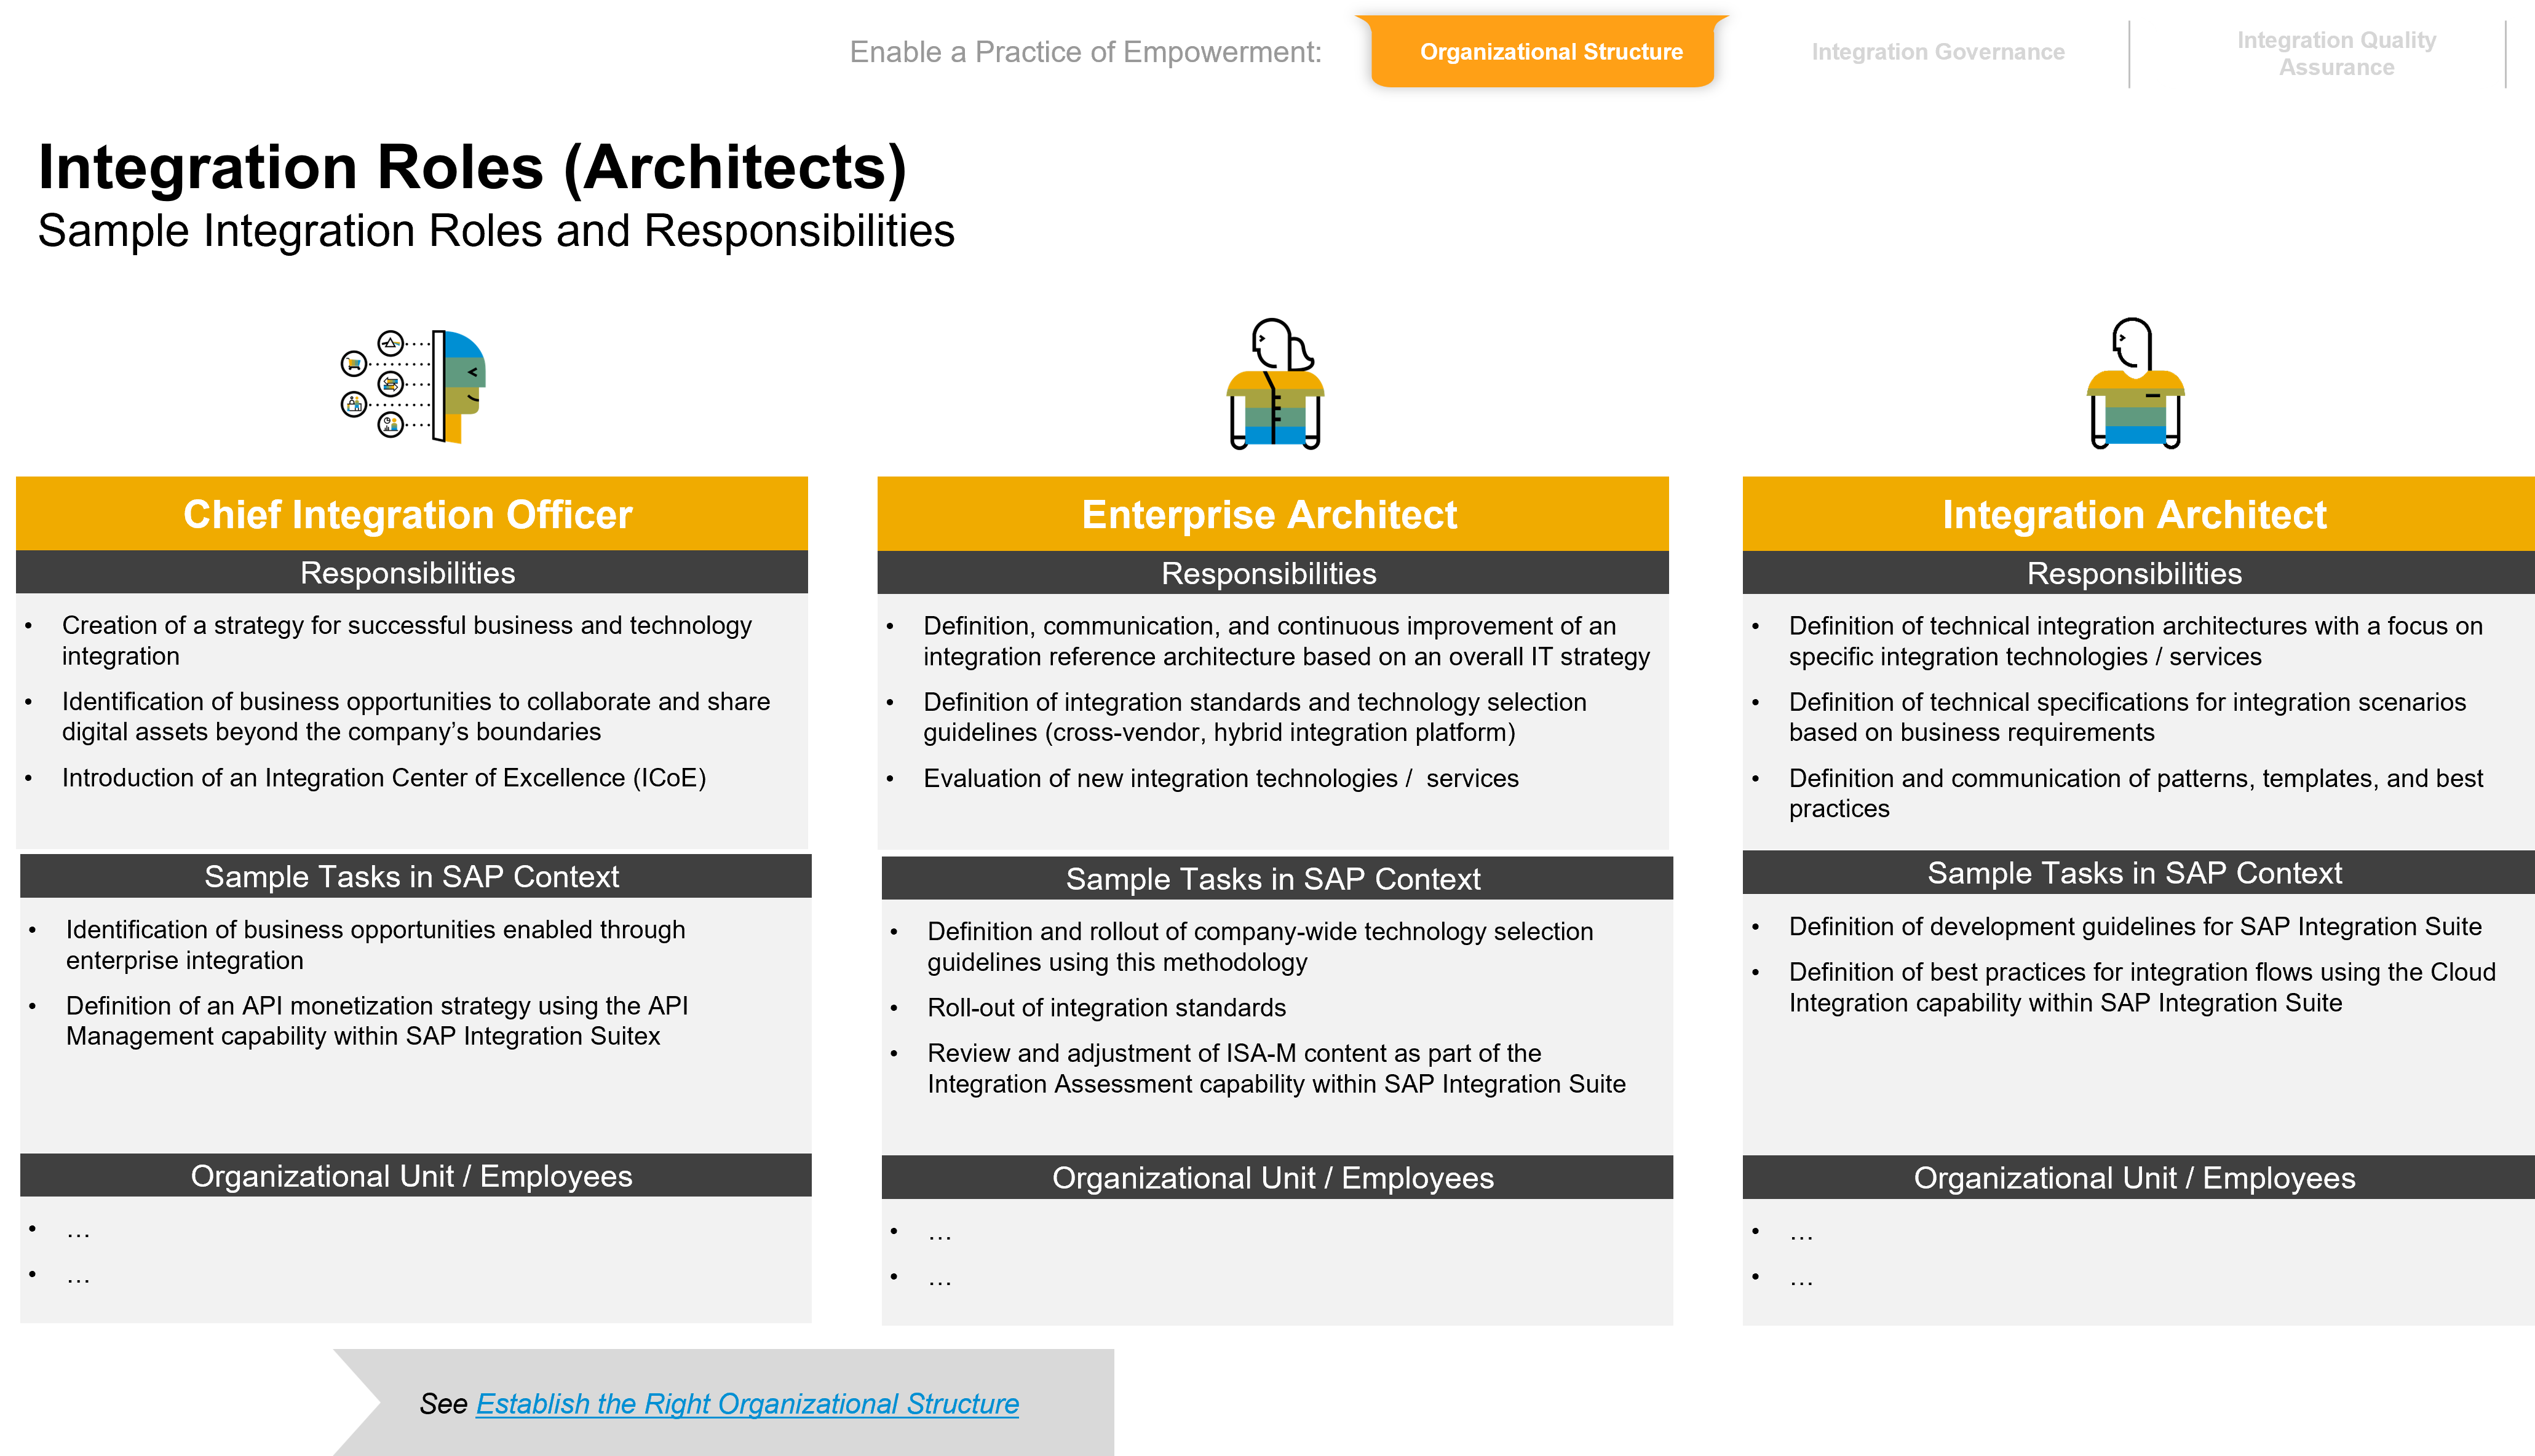 Enable a Practice of Empowerment:
Organizational Structure
Integration Governance
Integration Quality
Assurance
Integration Roles (Architects)
Sample Integration Roles and Responsibilities
Chief Integration Officer
Responsibilities
• Creation of a strategy for successful business and technology
integration
• Identification of business opportunities to collaborate and share
digital assets beyond the company’s boundaries
• Introduction of an Integration Center of Excellence (ICoE)
Sample Tasks in SAP Context
• Identification of business opportunities enabled through
enterprise integration
• Definition of an API monetization strategy using the API
Management capability within SAP Integration Suitex
Organizational Unit / Employees
• …
• …
Enterprise Architect
Responsibilities
• Definition, communication, and continuous improvement of an
integration reference architecture based on an overall IT strategy
• Definition of integration standards and technology selection
guidelines (cross-vendor, hybrid integration platform)
• Evaluation of new integration technologies /  services
Sample Tasks in SAP Context
• Definition and rollout of company-wide technology selection
guidelines using this methodology
• Roll-out of integration standards
• Review and adjustment of ISA-M content as part of the
Integration Assessment capability within SAP Integration Suite
Organizational Unit / Employees
• …
• …
Integration Architect
Responsibilities
• Definition of technical integration architectures with a focus on
specific integration technologies / services
• Definition of technical specifications for integration scenarios
based on business requirements
• Definition and communication of patterns, templates, and best
practices
Sample Tasks in SAP Context
• Definition of development guidelines for SAP Integration Suite
• Definition of best practices for integration flows using the Cloud
Integration capability within SAP Integration Suite
Organizational Unit / Employees
• …
• …
See Establish the Right Organizational Structure